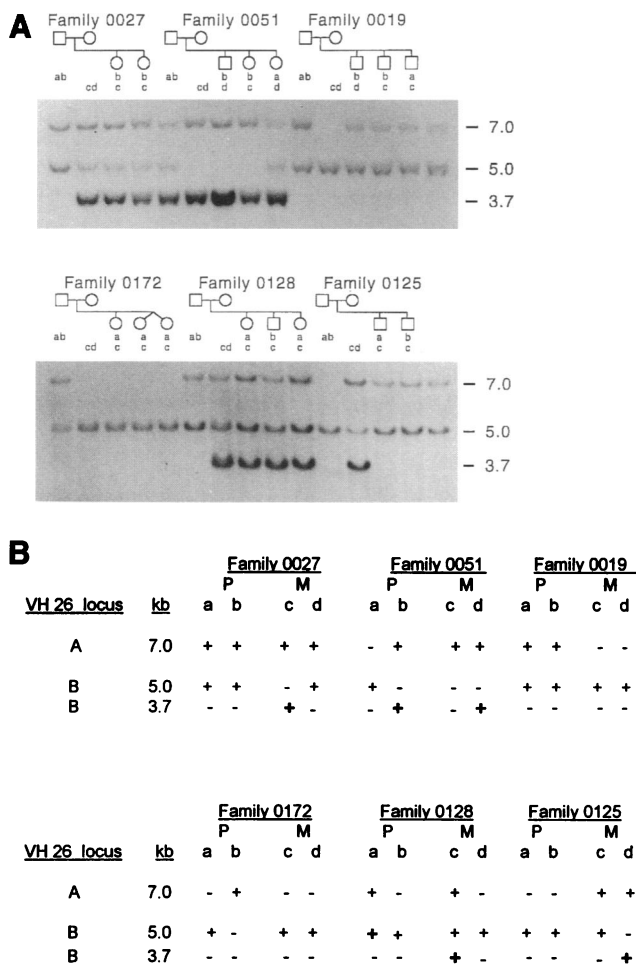 A
Family 0027 Family 0051 Family 0019
b b b b a b b a
ab cd c c ab cd d c d ab cd d c c
7.0
5.0
3.7
Family 0172 Family 0128 Family 0125
a a a a b a a b
ab cd c c c ab cd c c c ab cd c c
7.0
5.0
3.7
B
Family 0027 Family 0051 Family 0019
P M P M P M
VH 26 locus kb a b c d a b c d a b c d
A 7.0 + + + + - + + + + + - -
B 5.0 + + - + + - - - + + + +
B 3.7 - - + - - + - + - - - -
Family 0172 Family 0128 Family 0125
P M P M P M
VH 26 locus kb a b c d a b c d a b c d
A 7.0 - + - - + - + - - - + +
B 5.0 + - + + + + + + + + + -
B 3.7 - - - - - - + - - - - +